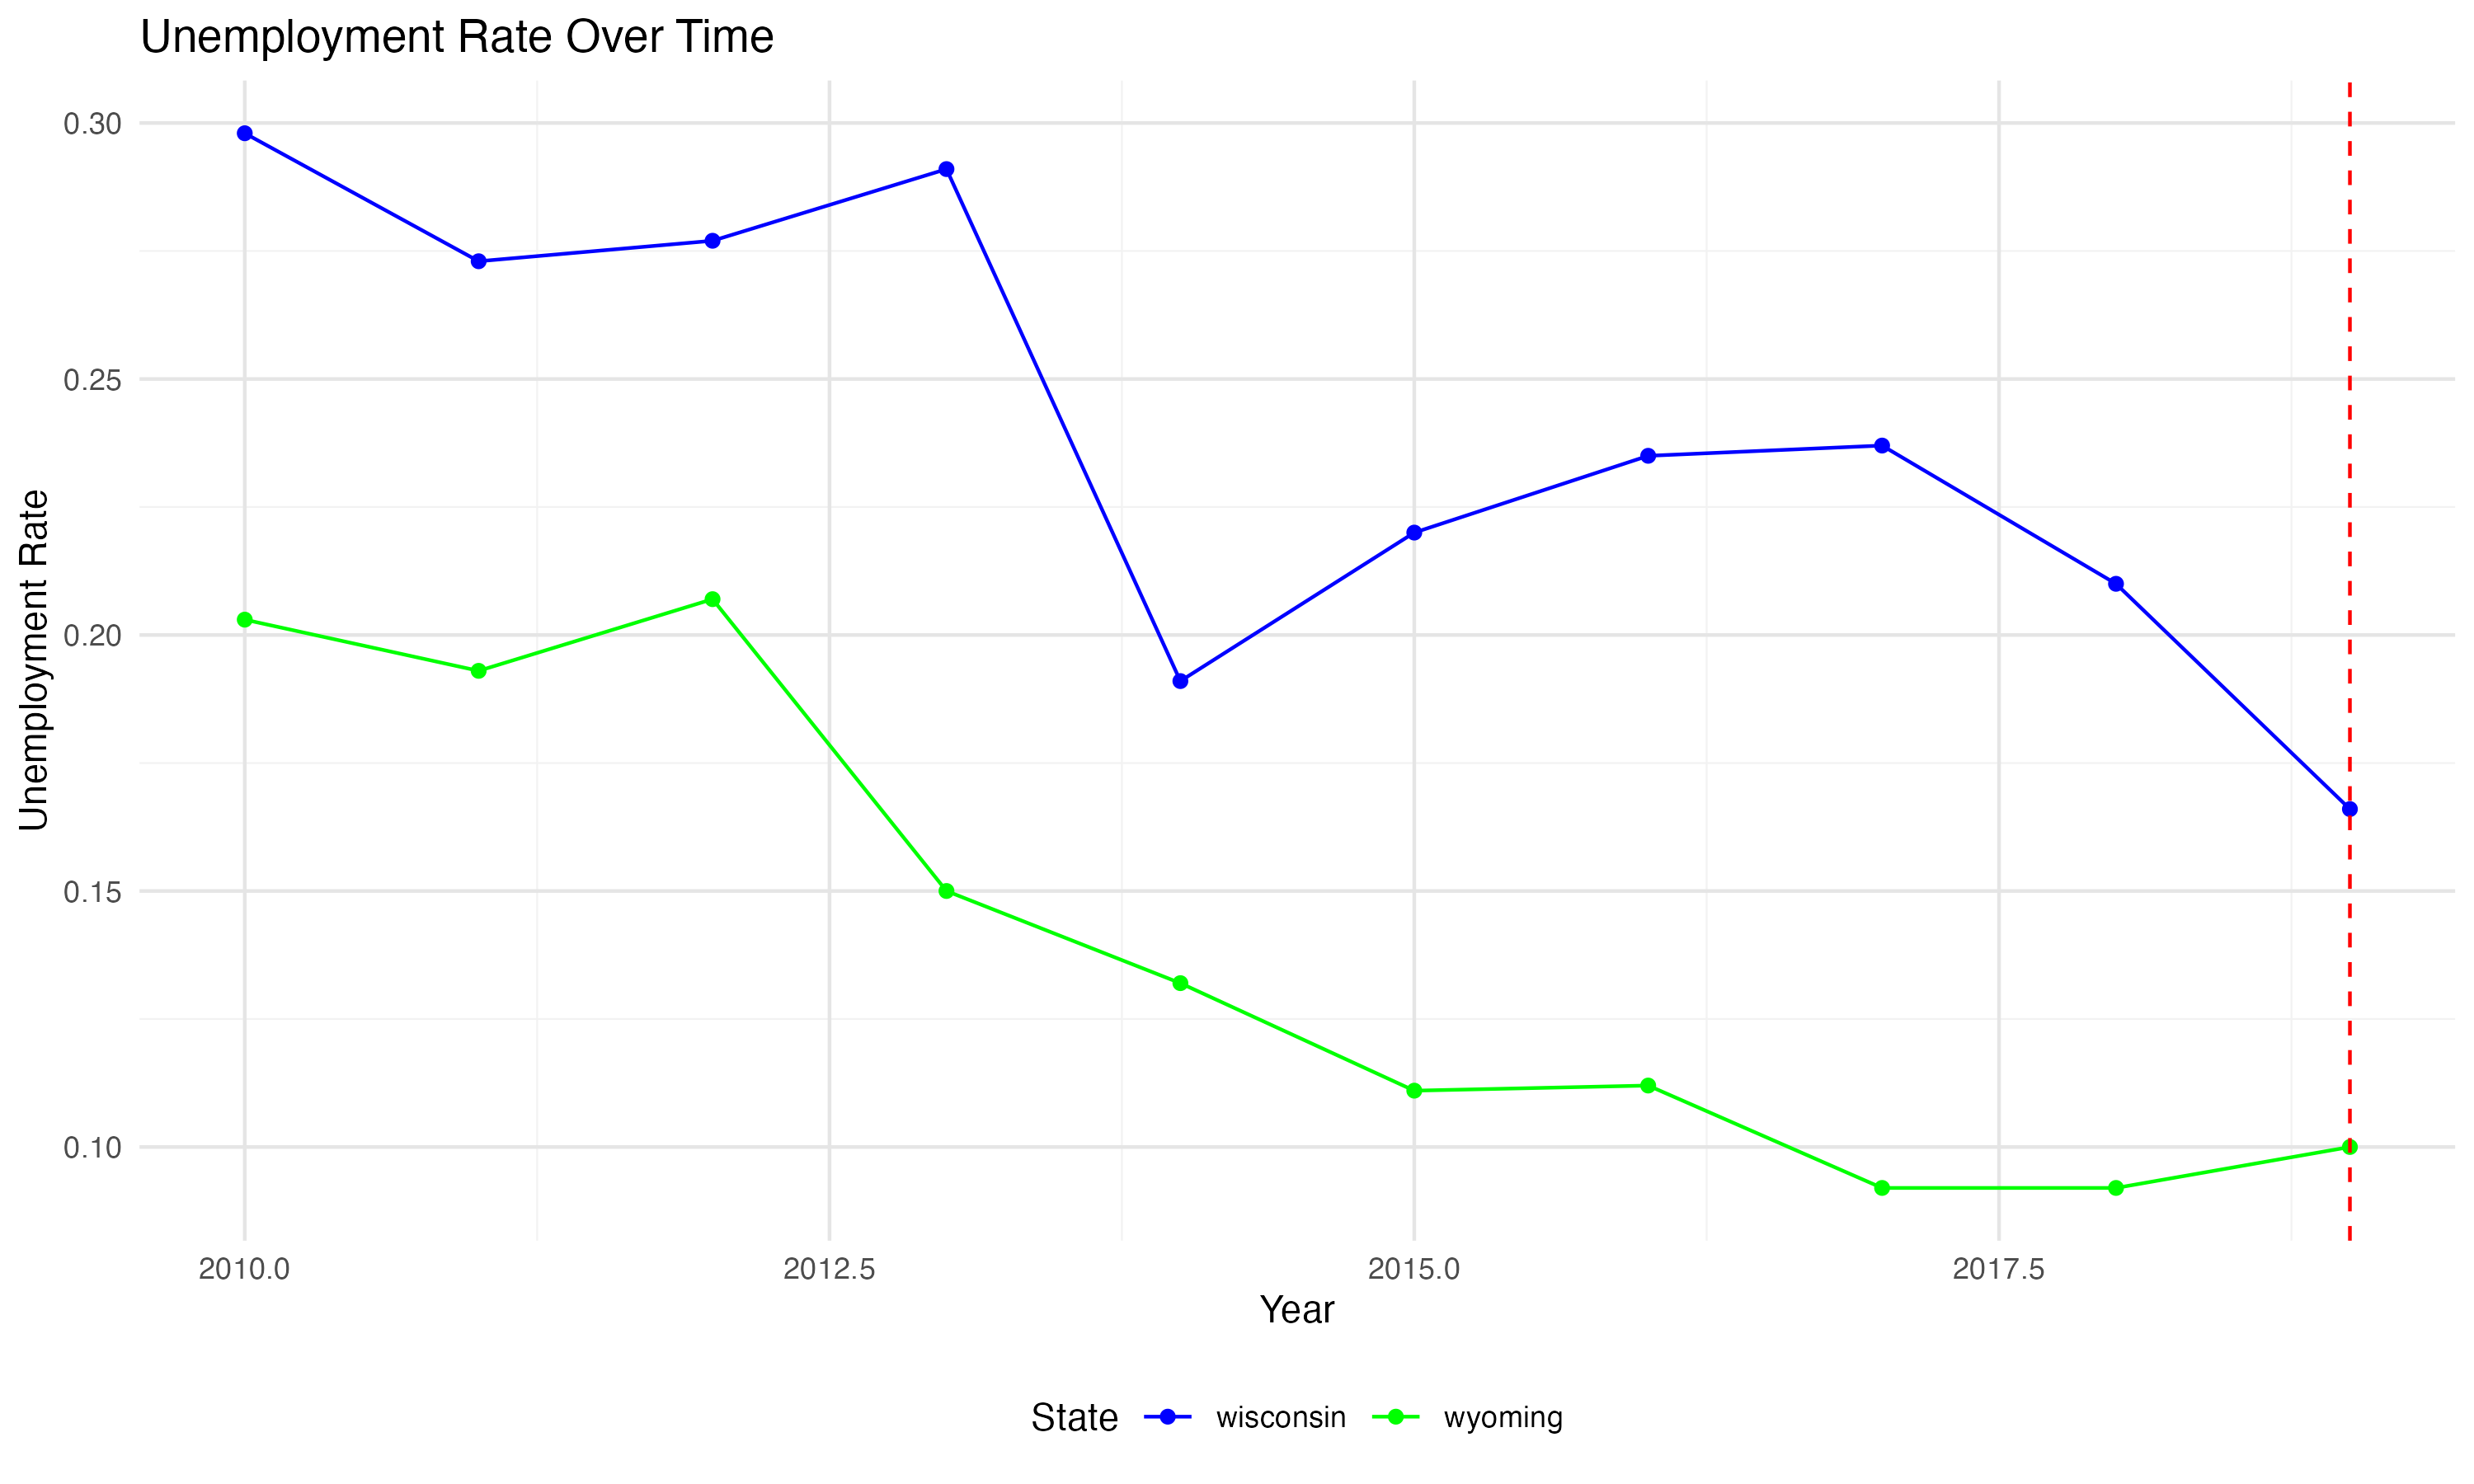 Unemployment Rate Over Time
0.30
0.25
0.20
0.15
0.10
Unemployment Rate
2010.0 2012.5 2015.0 2017.5
Year
State wisconsin wyoming